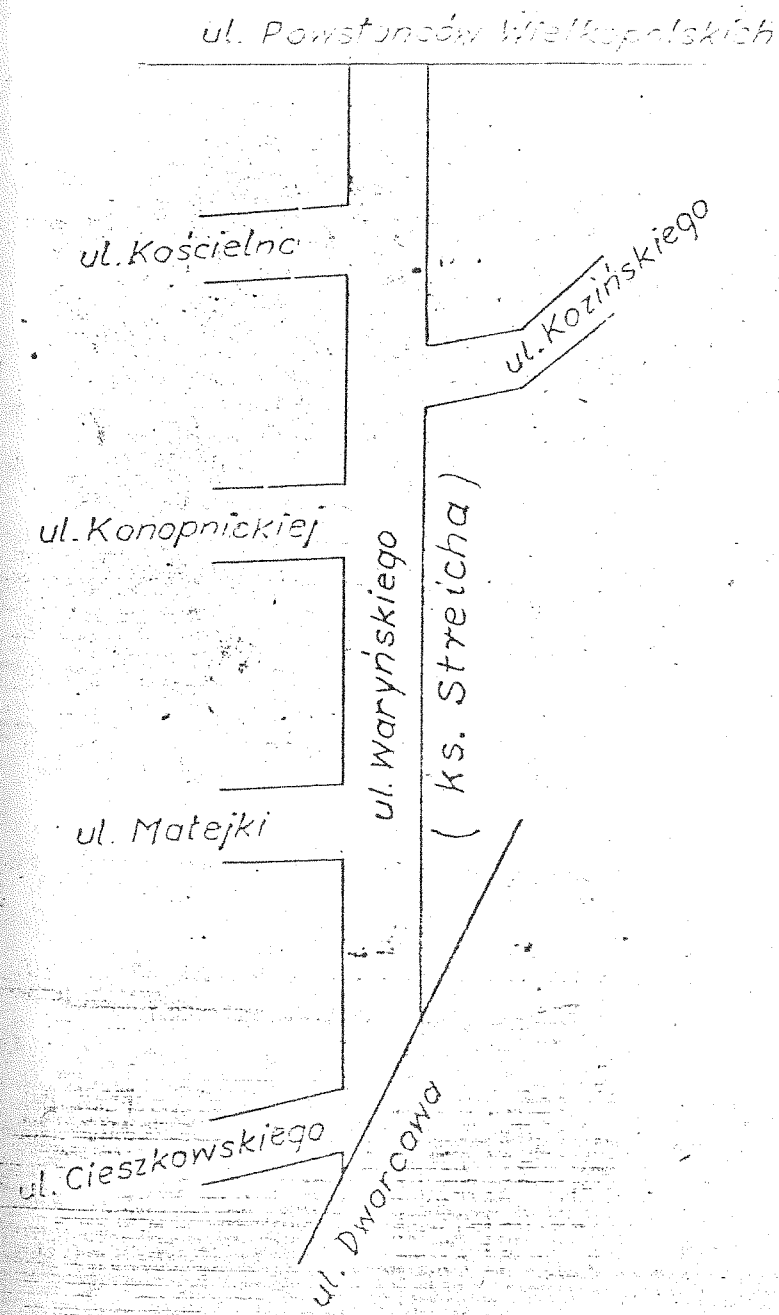 ul. Powstańców Wielkopolskich
ul. Kościelna
ul. Kozińskiego
ul. Konopnickiej
ul. Waryńskiego
( ks. Streicha )
ul. Matejki
ul. Cieszkowskiego
ul. Dworcowa